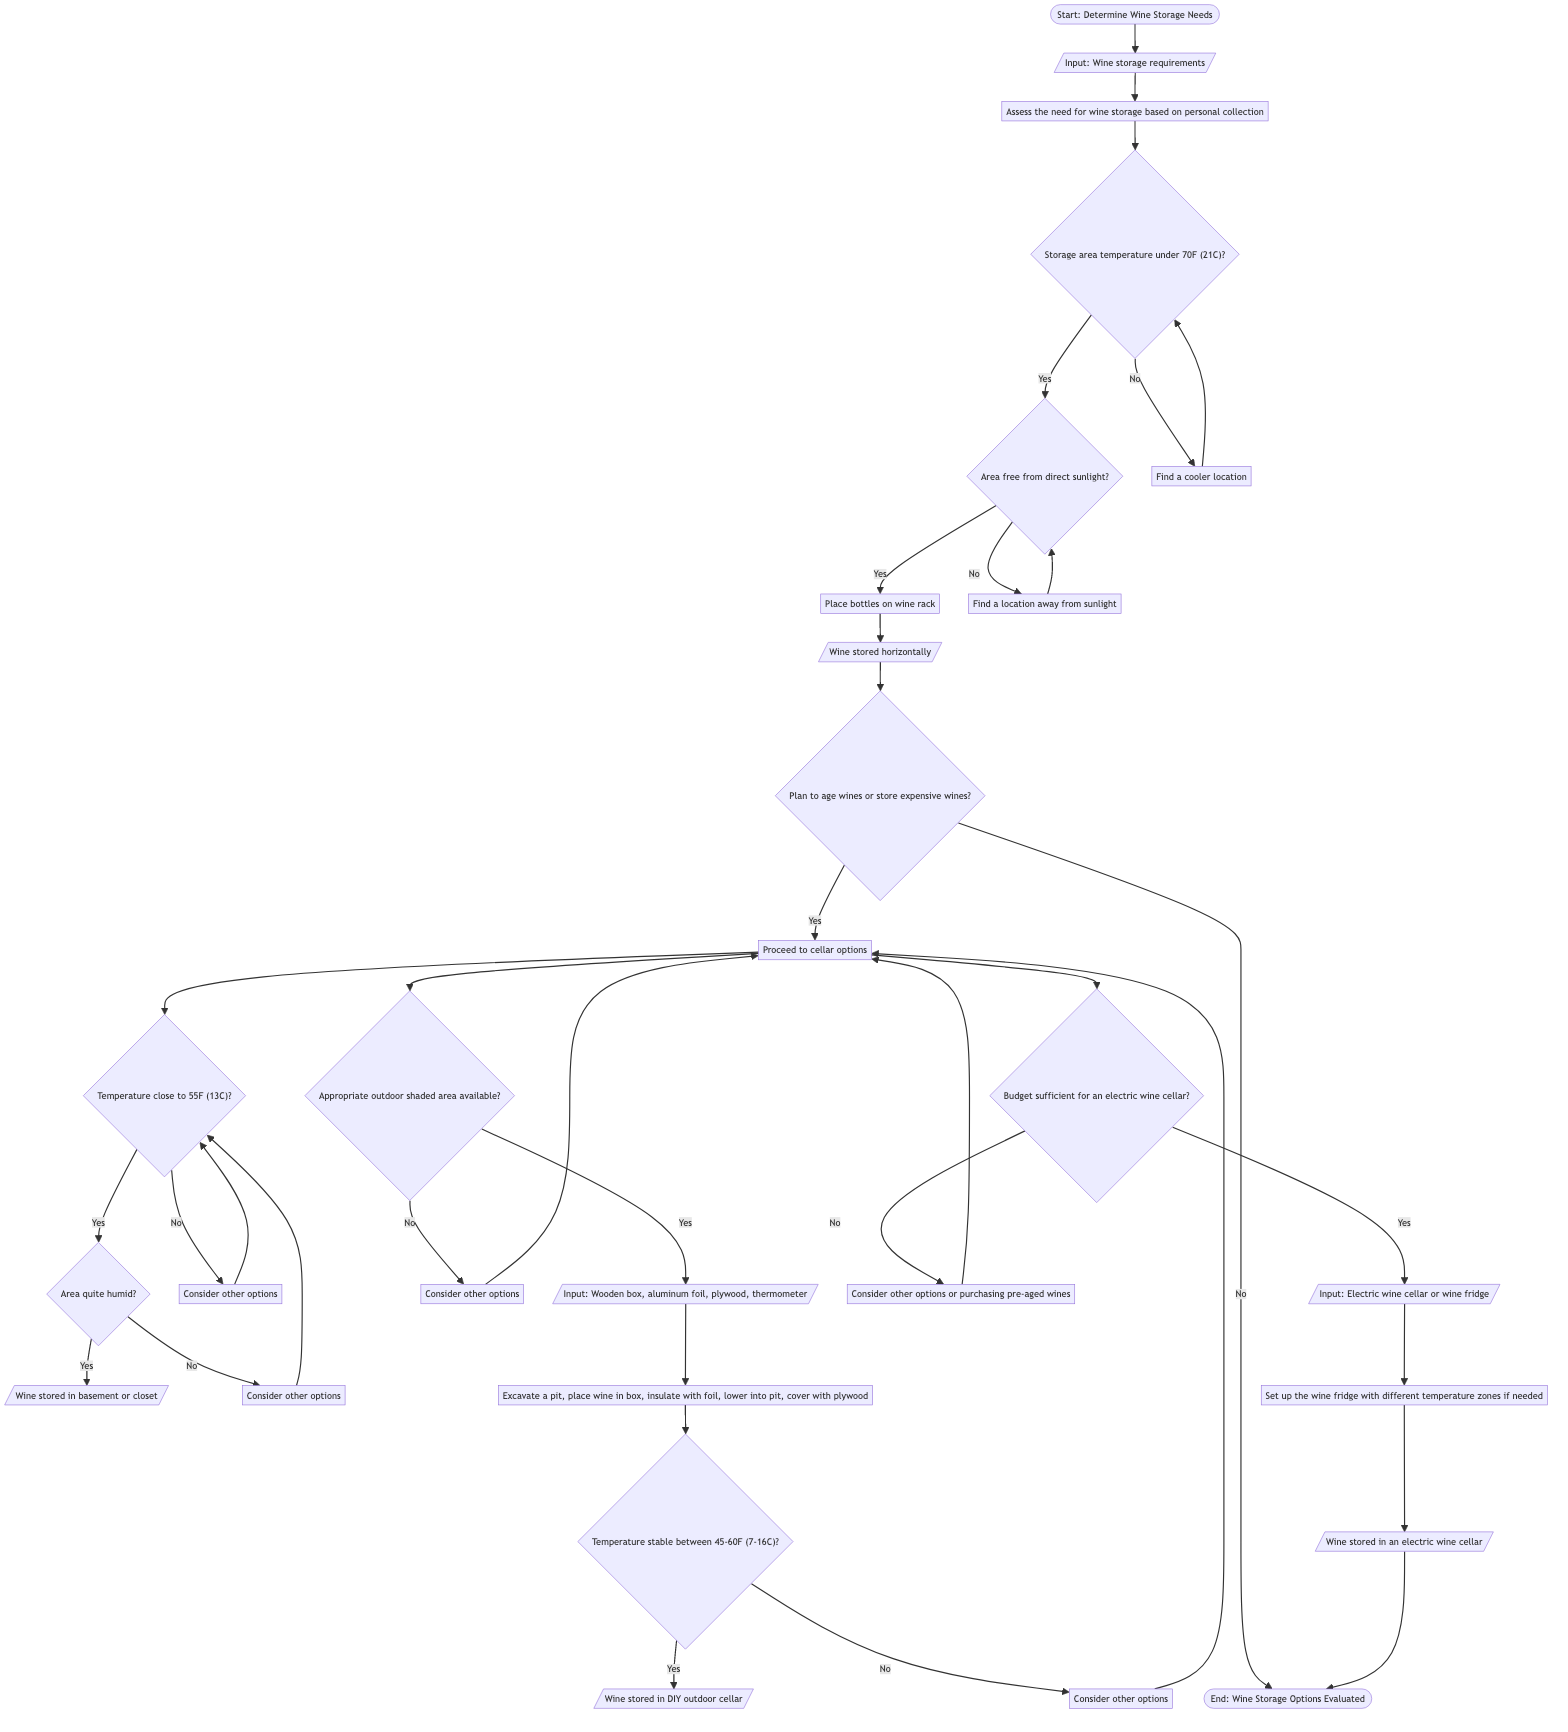 Start: Determine Wine Storage Needs
Input: Wine storage requirements
Assess the need for wine storage based on personal collection
Storage area temperature under 70F (21C)?
Yes
No
Area free from direct sunlight?
Find a cooler location
Yes
No
Place bottles on wine rack
Find a location away from sunlight
Wine stored horizontally
Plan to age wines or store expensive wines?
Yes
Proceed to cellar options
Temperature close to 55F (13C)?
Appropriate outdoor shaded area available?
Budget sufficient for an electric wine cellar?
Yes
No
No
Yes
No
Yes
Area quite humid?
Consider other options
Consider other options
Input: Wooden box, aluminum foil, plywood, thermometer
Consider other options or purchasing pre-aged wines
No
Input: Electric wine cellar or wine fridge
Yes
No
Wine stored in basement or closet
Consider other options
Excavate a pit, place wine in box, insulate with foil, lower into pit, cover with plywood
Set up the wine fridge with different temperature zones if needed
Temperature stable between 45-60F (7-16C)?
Wine stored in an electric wine cellar
Yes
No
Wine stored in DIY outdoor cellar
Consider other options
End: Wine Storage Options Evaluated